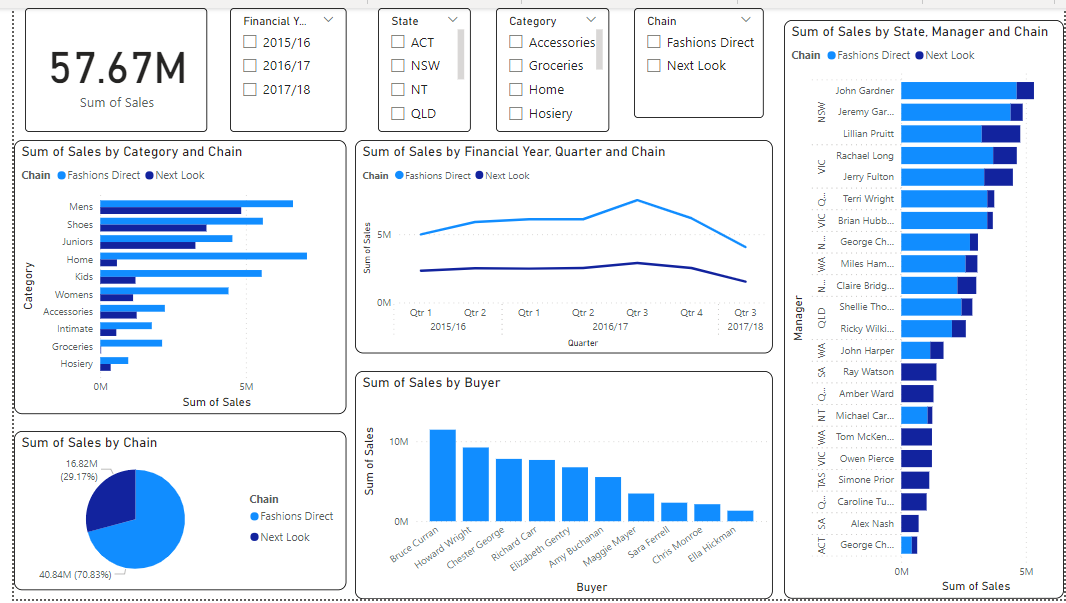 57.67M
Sum of Sales
Financial Y...
2015/16
2016/17
2017/18
State
ACT
NSW
NT
QLD
Category
Accessories
Groceries
Home
Hosiery
Chain
Fashions Direct
Next Look
Sum of Sales by Category and Chain
Chain Fashions Direct Next Look
Category
Mens
Shoes
Juniors
Home
Kids
Womens
Accessories
Intimate
Groceries
Hosiery
0M 5M
Sum of Sales
Sum of Sales by Chain
16.82M
(29.17%)
40.84M (70.83%)
Chain
Fashions Direct
Next Look
Sum of Sales by Financial Year, Quarter and Chain
Chain Fashions Direct Next Look
Sum of Sales
5M
0M
Qtr 1 Qtr 2 Qtr 1 Qtr 2 Qtr 3 Qtr 4 Qtr 3
2015/16 2016/17 2017/18
Quarter
Sum of Sales by Buyer
Sum of Sales
10M
0M
Bruce Curran
Howard Wright
Chester George
Richard Carr
Elizabeth Gentry
Amy Buchanan
Maggie Mayer
Sara Ferrell
Chris Monroe
Ella Hickman
Buyer
Sum of Sales by State, Manager and Chain
Chain Fashions Direct Next Look
Manager
NSW
John Gardner
Jeremy Gar...
Lillian Pruitt
VIC
Rachael Long
Jerry Fulton
Q... Terri Wright
VIC Brian Hubb...
N... George Ch...
WA Miles Ham...
N... Claire Bridg...
QLD
Shellie Tho...
Ricky Wilki...
WA John Harper
SA Ray Watson
Q... Amber Ward
NT Michael Car...
WA Tom McKen...
VIC Owen Pierce
TAS Simone Prior
Q... Caroline Tu...
SA Alex Nash
ACT George Ch...
0M 5M
Sum of Sales